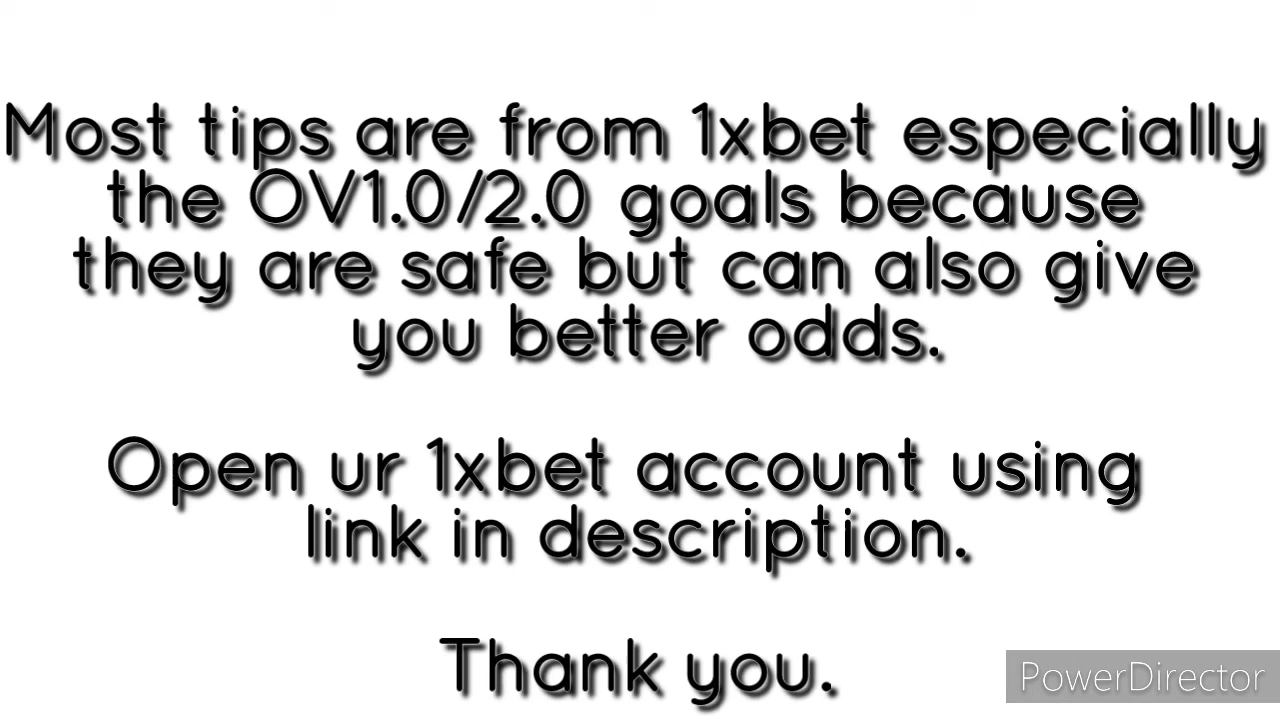 Most tips are from 1xbet especially
the OV1.0/2.0 goals because
they are safe but can also give
you better odds.
Open ur 1xbet account using
link in description.
Thank you.
PowerDirector